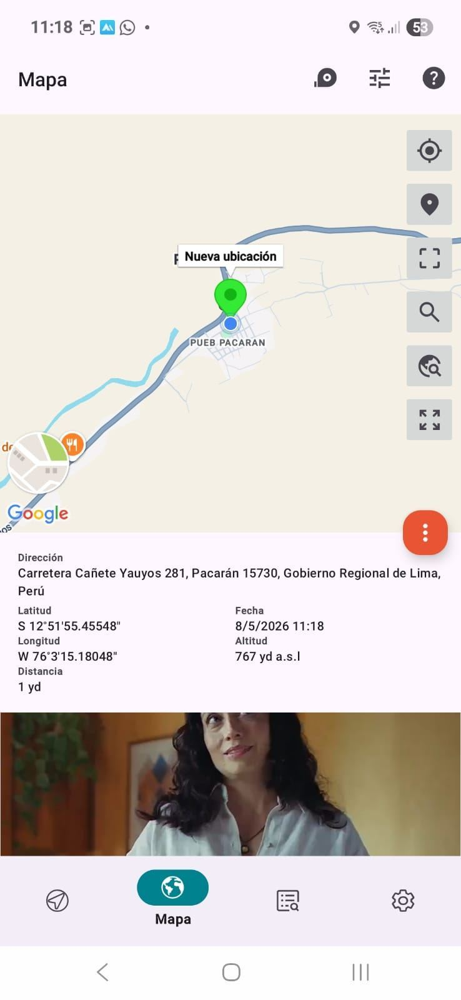 11:18
53
Mapa
Nueva ubicación
PUEB PACARAN
de
Google
os
Dirección
Carretera Cañete Yauyos 281, Pacarán 15730, Gobierno Regional de Lima,
Perú
Latitud
S 12°51'55.45548"
Fecha
8/5/2026 11:18
Longitud
W 76°3'15.18048"
Altitud
767 yd a.s.l
Distancia
1 yd
Mapa